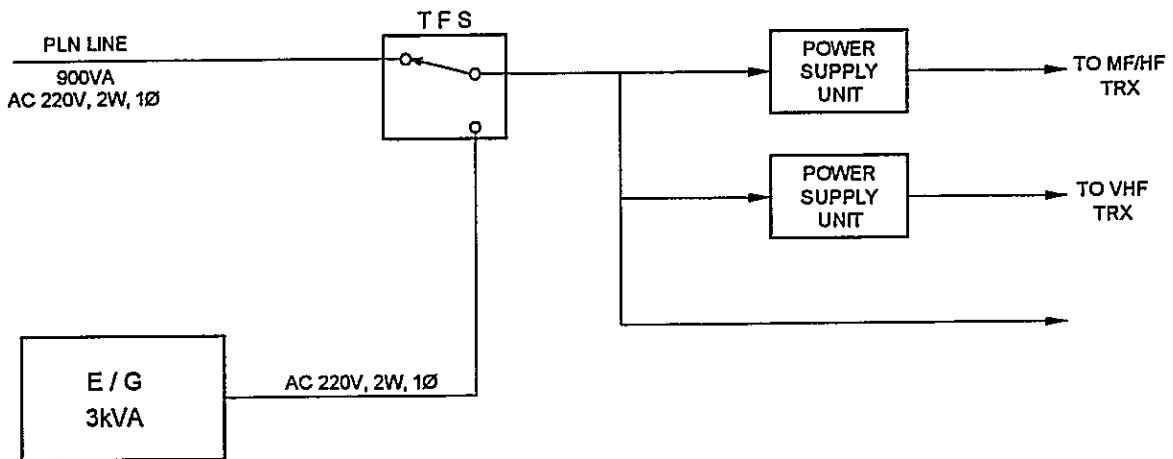 T F S
PLN LINE
900VA
AC 220V, 2W, 1Ø
POWER
SUPPLY
UNIT
TO MF/HF
TRX
POWER
SUPPLY
UNIT
TO VHF
TRX
E / G
3kVA
AC 220V, 2W, 1Ø